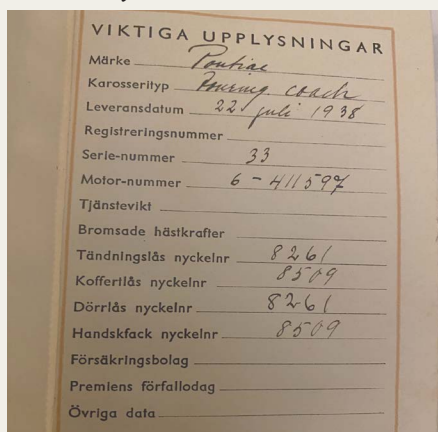 VIKTIGA UPPLYSNINGAR
Märke Pontiac
Karosserityp Touring coach
Leveransdatum 22 juli 1938
Registreringsnummer
Serie-nummer 33
Motor-nummer 6-411597
Tjänstevikt
Bromsade hästkrafter
Tändningslås nyckelnr 8261
Koffertlås nyckelnr 8509
Dörrlås nyckelnr 8261
Handskfack nyckelnr 8509
Försäkringsbolag
Premiens förfallodag
Övriga data